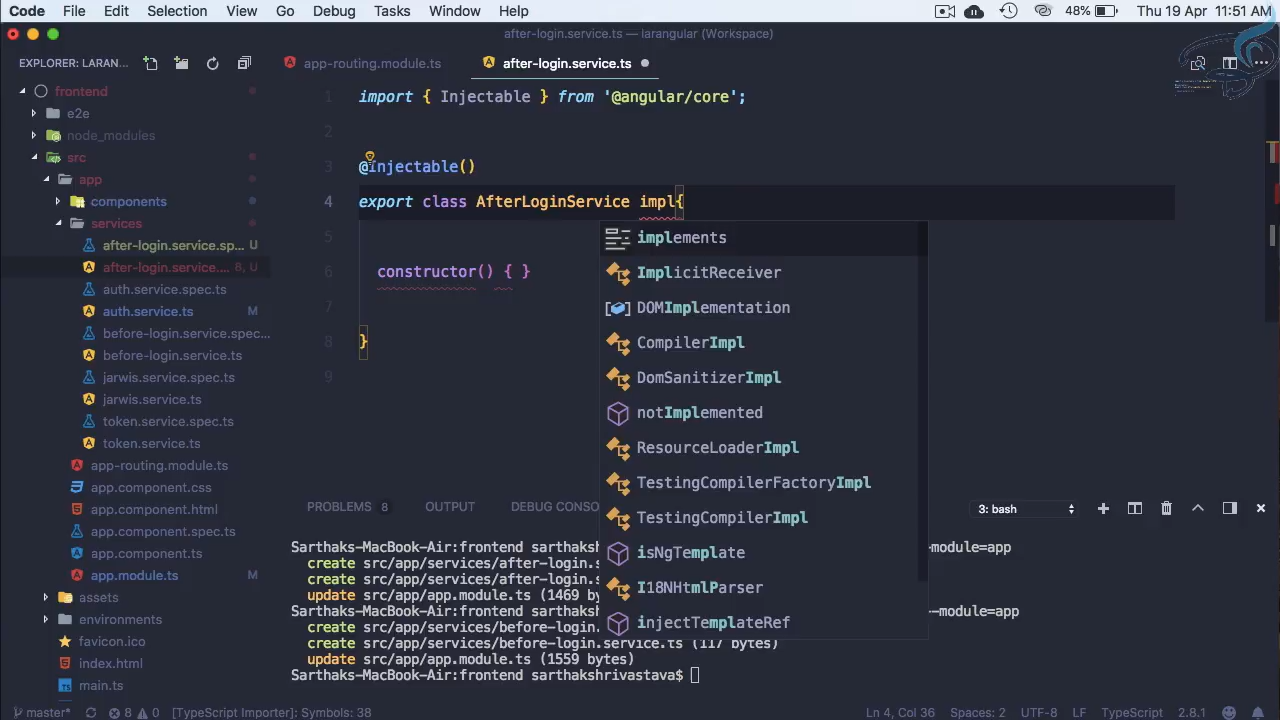 Code File Edit Selection View Go Debug Tasks Window Help 48% Thu 19 Apr 11:51 AM
after-login.service.ts — larangular (Workspace)
EXPLORER: LARAN... app-routing.module.ts after-login.service.ts
frontend
e2e
node_modules
src
app
components
services
after-login.service.sp... U
after-login.service.... 8, U
auth.service.spec.ts
auth.service.ts M
before-login.service.spec...
before-login.service.ts
jarwis.service.spec.ts
jarwis.service.ts
token.service.spec.ts
token.service.ts
app-routing.module.ts
app.component.css
app.component.html
app.component.spec.ts
app.component.ts
app.module.ts M
assets
environments
favicon.ico
index.html
main.ts
1 import { Injectable } from '@angular/core';
2
3 @Injectable()
4 export class AfterLoginService impl{
5
6 constructor() { }
7
8 }
9
implements
ImplicitReceiver
DOMImplementation
CompilerImpl
DomSanitizerImpl
notImplemented
ResourceLoaderImpl
TestingCompilerFactoryImpl
TestingCompilerImpl
isNgTemplate
I18NHtmlParser
injectTemplateRef
PROBLEMS 8 OUTPUT DEBUG CONSO 3: bash
Sarthaks-MacBook-Air:frontend sarthakshr -module=app
create src/app/services/after-login.s
create src/app/services/after-login.s
update src/app/app.module.ts (1469 by
Sarthaks-MacBook-Air:frontend sarthakshr --module=app
create src/app/services/before-login.
create src/app/services/before-login.service.ts (117 bytes)
update src/app/app.module.ts (1559 bytes)
Sarthaks-MacBook-Air:frontend sarthakshrivastava$
master* 8 0 [TypeScript Importer]: Symbols: 38 Ln 4, Col 36 Spaces: 2 UTF-8 LF TypeScript 2.8.1